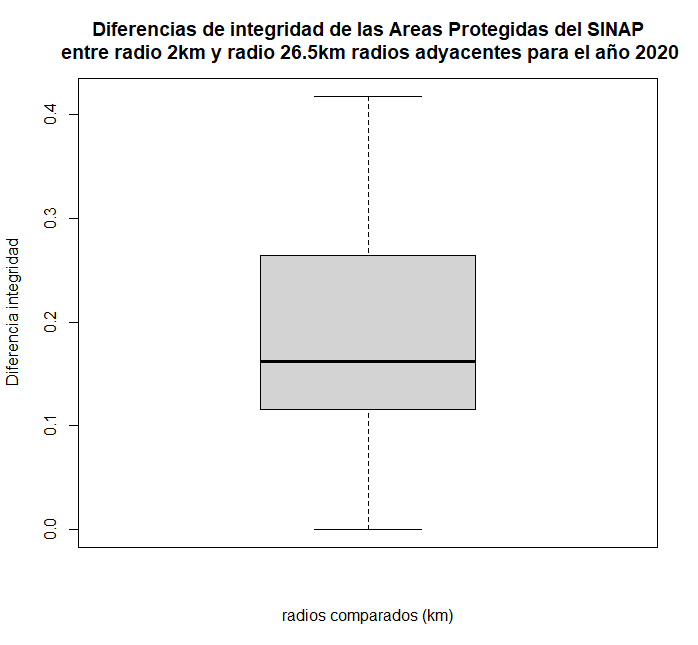 Diferencias de integridad de las Areas Protegidas del SINAP
entre radio 2km y radio 26.5km radios adyacentes para el año 2020
Diferencia integridad
0.4
0.3
0.2
0.1
0.0
radios comparados (km)